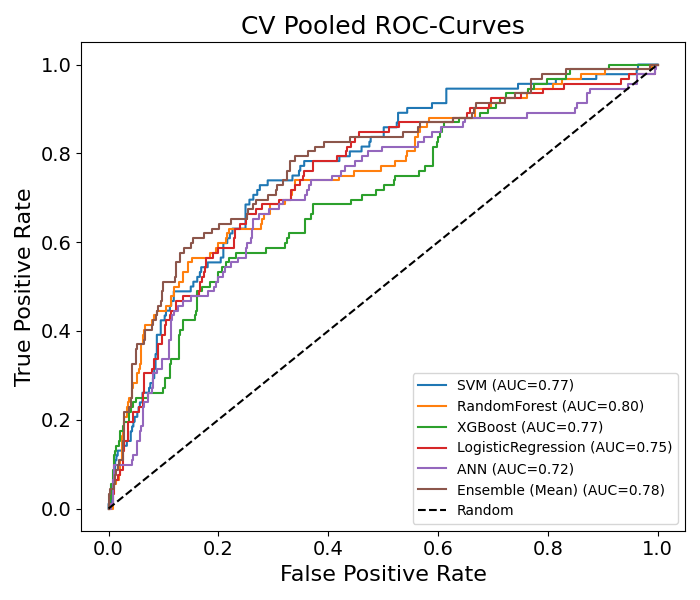 CV Pooled ROC-Curves
True Positive Rate
1.0
0.8
0.6
0.4
0.2
0.0
0.0 0.2 0.4 0.6 0.8 1.0
False Positive Rate
SVM (AUC=0.77)
RandomForest (AUC=0.80)
XGBoost (AUC=0.77)
LogisticRegression (AUC=0.75)
ANN (AUC=0.72)
Ensemble (Mean) (AUC=0.78)
Random